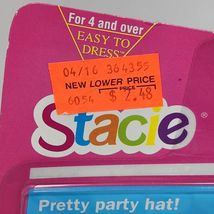 For 4 and over
EASY TO
DRESS™
04/16 364355
NEW LOWER PRICE
6054 $ 2.48
Stacie
Pretty party hat!